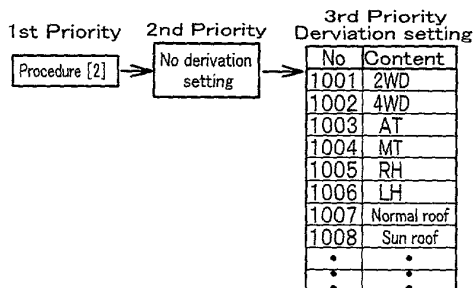 1st Priority
Procedure [2]
2nd Priority
No derivation
setting
3rd Priority
Derviation setting
No Content
1001 2WD
1002 4WD
1003 AT
1004 MT
1005 RH
1006 LH
1007 Normal roof
1008 Sun roof